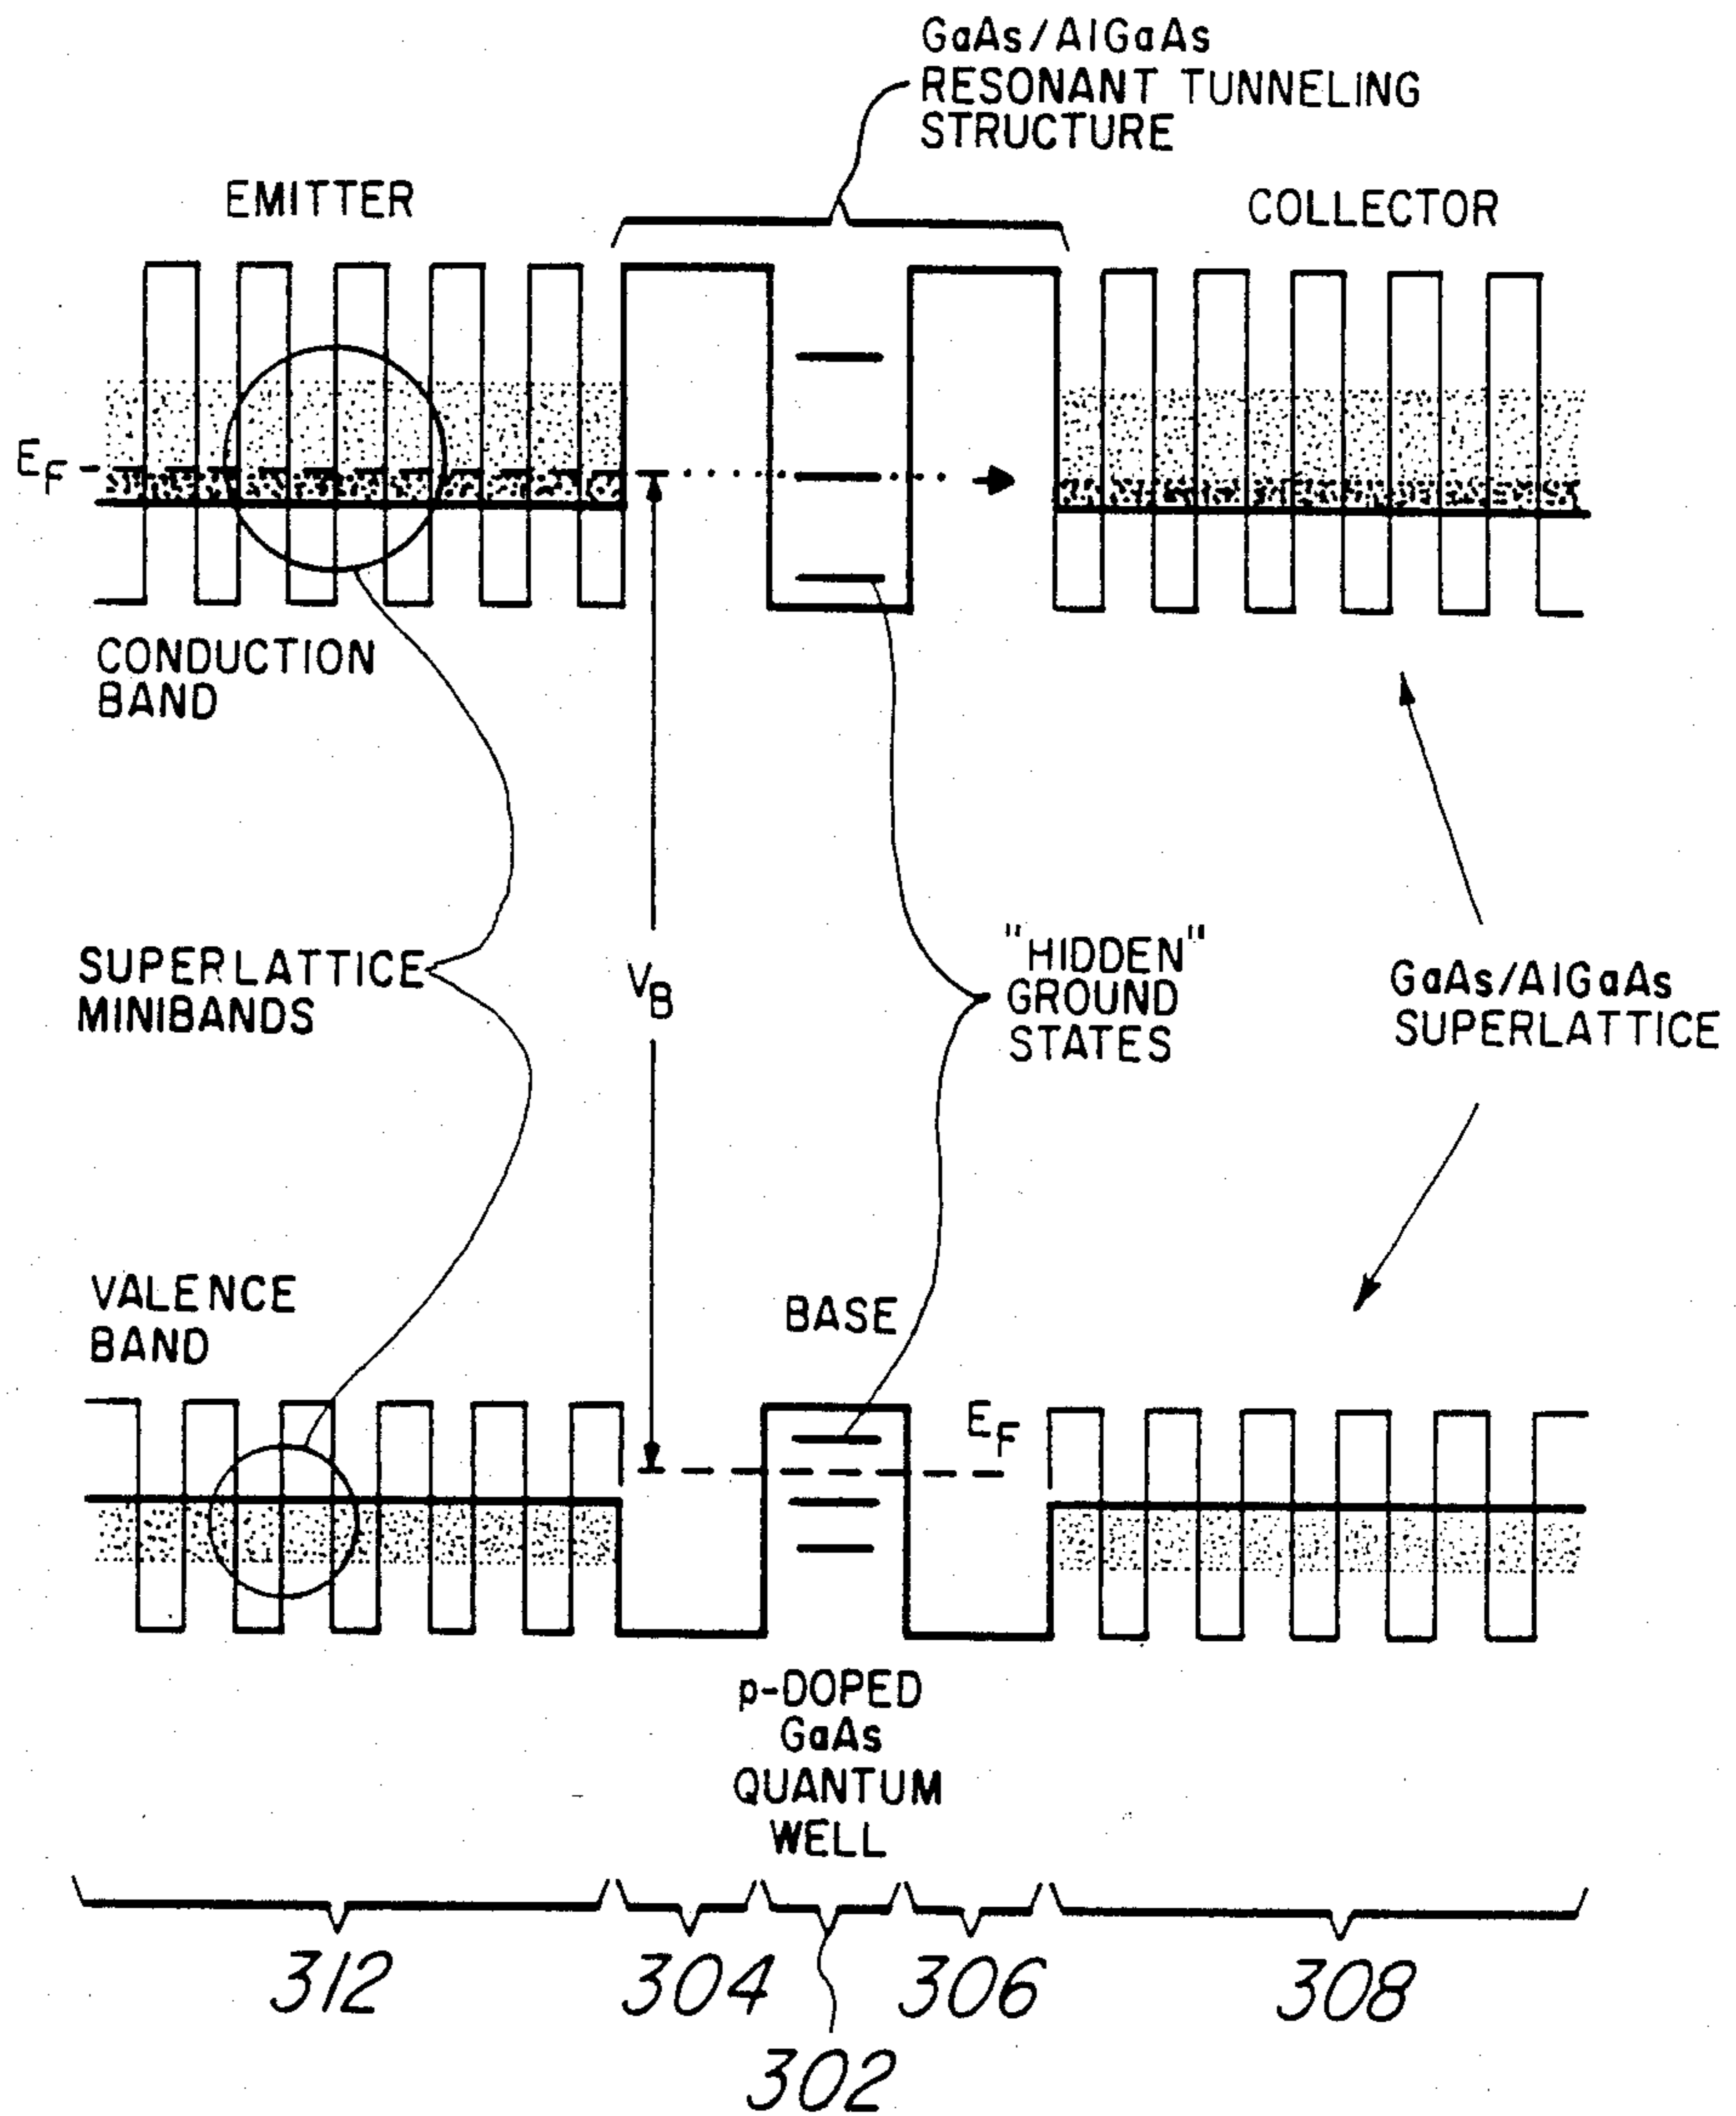 GaAs/AlGaAs
RESONANT TUNNELING
STRUCTURE
EMITTER
COLLECTOR
EF
CONDUCTION
BAND
SUPERLATTICE
MINIBANDS
VB
"HIDDEN"
GROUND
STATES
GaAs/AlGaAs
SUPERLATTICE
VALENCE
BAND
BASE
EF
p-DOPED
GaAs
QUANTUM
WELL
312
304
306
308
302